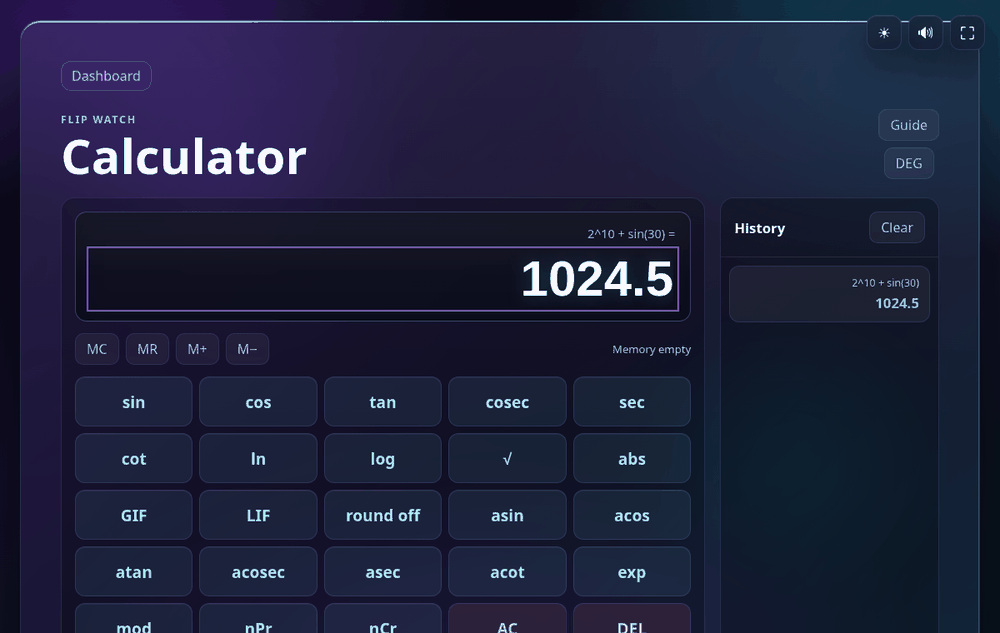 Dashboard
FLIP WATCH
Calculator
Guide
DEG
2^10 + sin(30) =
1024.5
MC MR M+ M−
Memory empty
sin cos tan cosec sec
cot ln log √ abs
GIF LIF round off asin acos
atan acosec asec acot exp
mod nPr nCr AC DEL
History
Clear
2^10 + sin(30)
1024.5